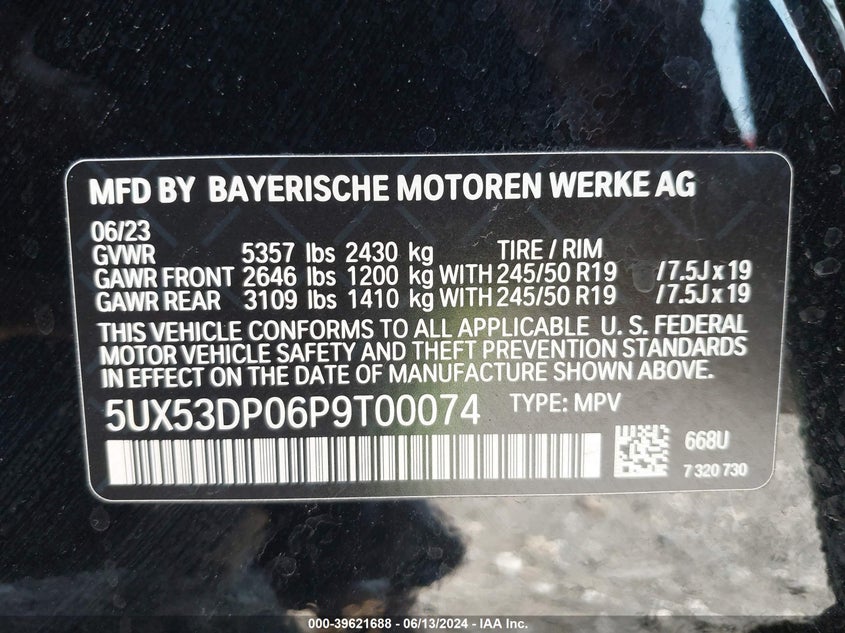 MFD BY BAYERISCHE MOTOREN WERKE AG
06/23
GVWR 5357 lbs 2430 kg TIRE / RIM
GAWR FRONT 2646 lbs 1200 kg WITH 245/50 R19 / 7.5J x 19
GAWR REAR 3109 lbs 1410 kg WITH 245/50 R19 / 7.5J x 19
THIS VEHICLE CONFORMS TO ALL APPLICABLE U. S. FEDERAL
MOTOR VEHICLE SAFETY AND THEFT PREVENTION STANDARDS
IN EFFECT ON THE DATE OF MANUFACTURE SHOWN ABOVE.
5UX53DP06P9T00074 TYPE: MPV
668U
7 320 730
000-39621688 - 06/13/2024 - IAA Inc.